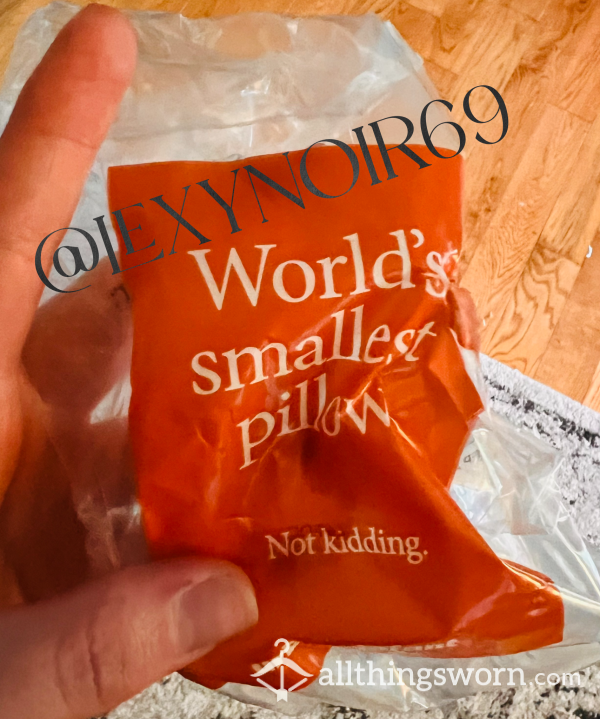 @LEXYNOIR69
World's
smallest
pillow
Not kidding.
allthingsworn.com